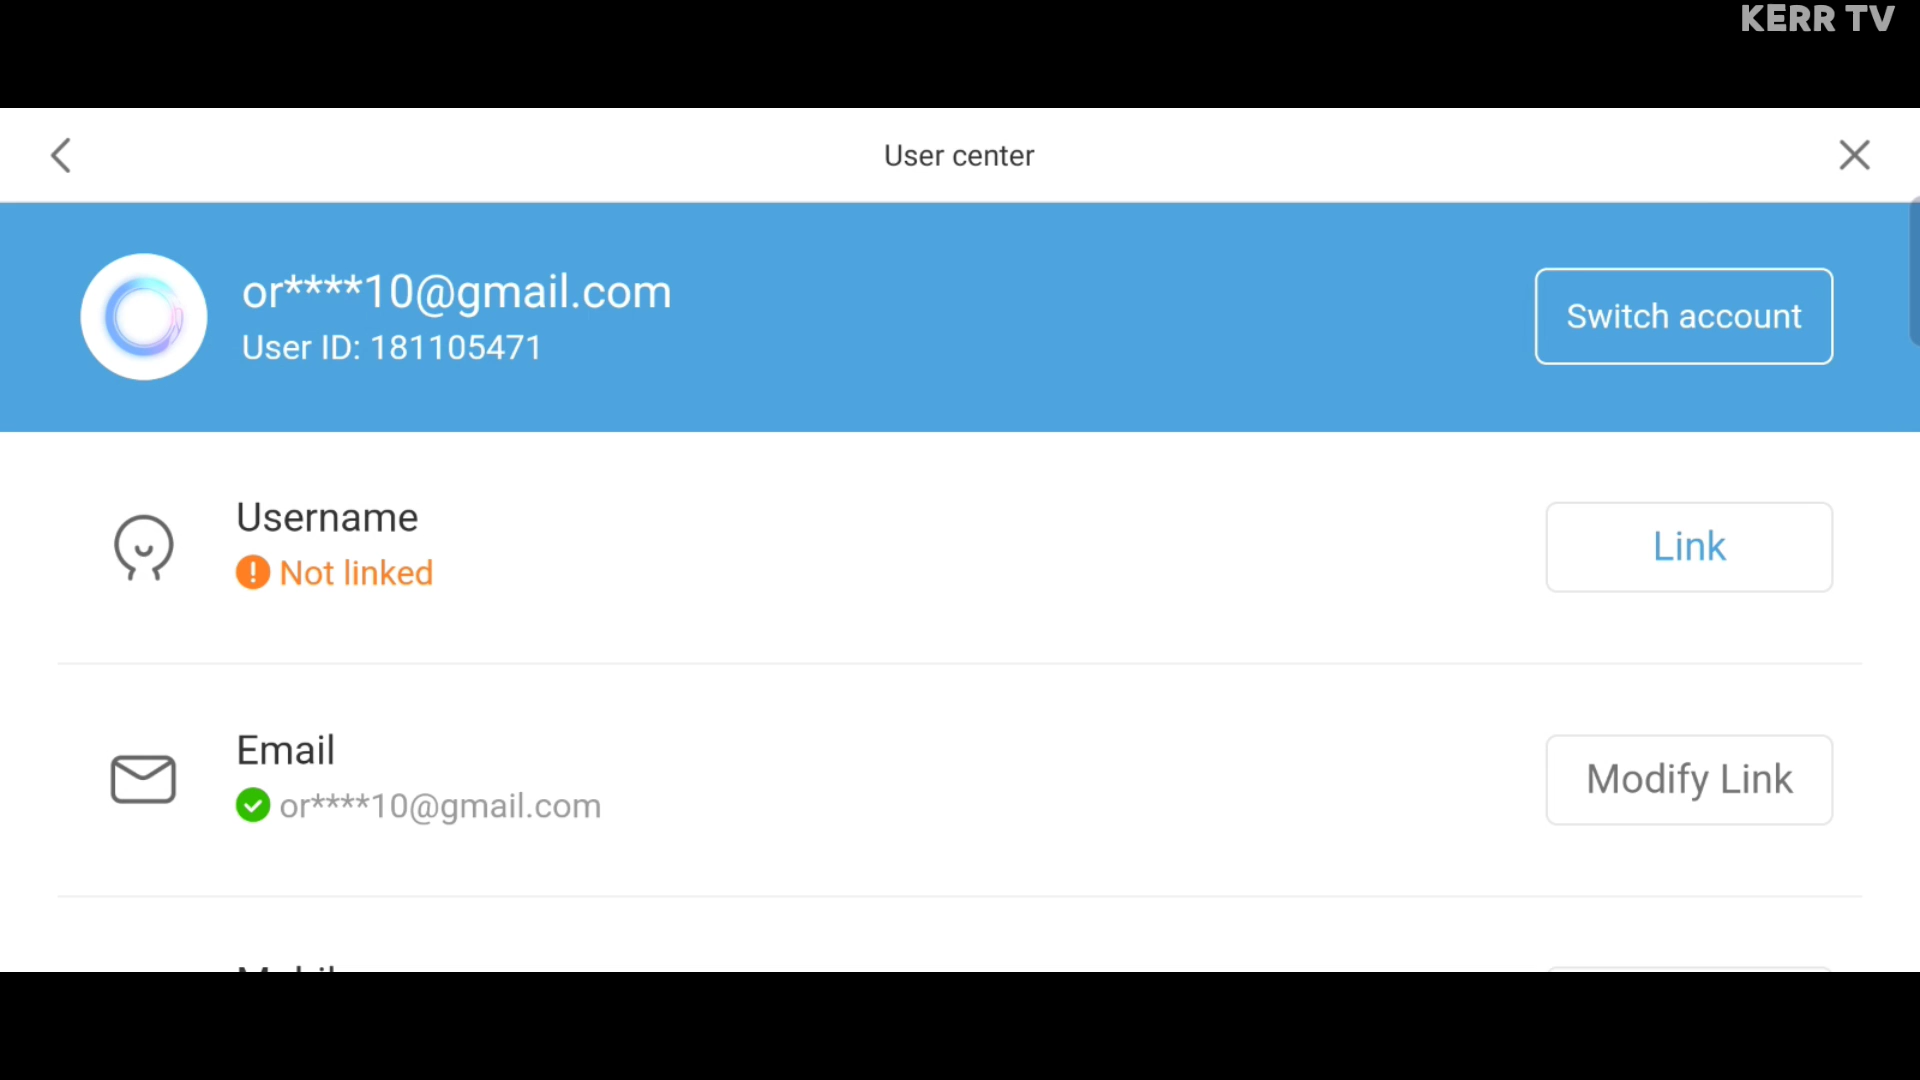 KERR TV
User center
or****10@gmail.com
User ID: 181105471
Switch account
Username
Not linked
Link
Email
or****10@gmail.com
Modify Link